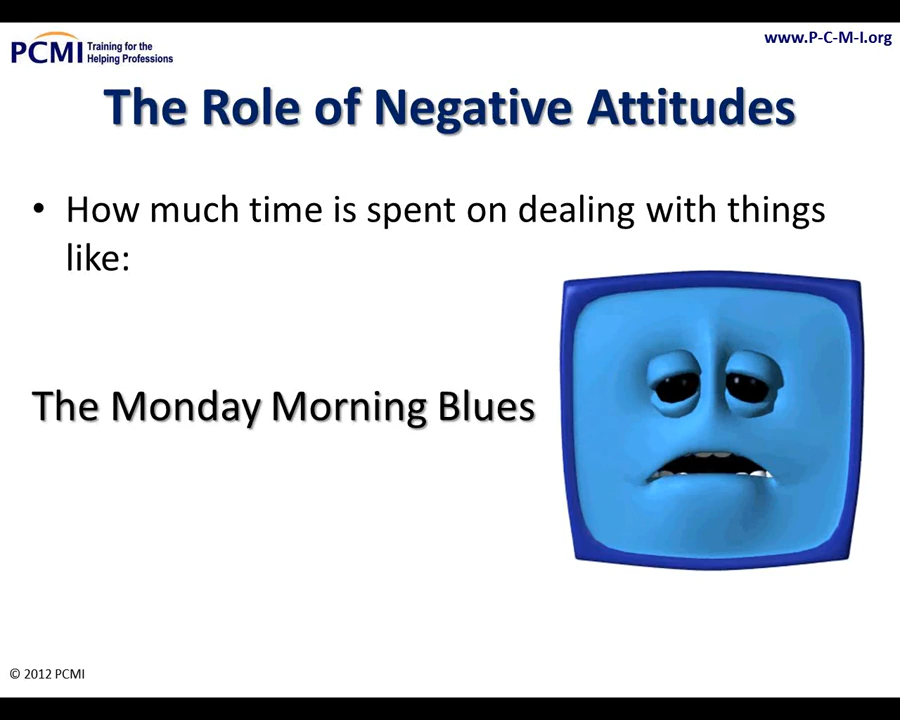 PCMI Training for the
Helping Professions
www.P-C-M-I.org
The Role of Negative Attitudes
• How much time is spent on dealing with things
like:
The Monday Morning Blues
© 2012 PCMI